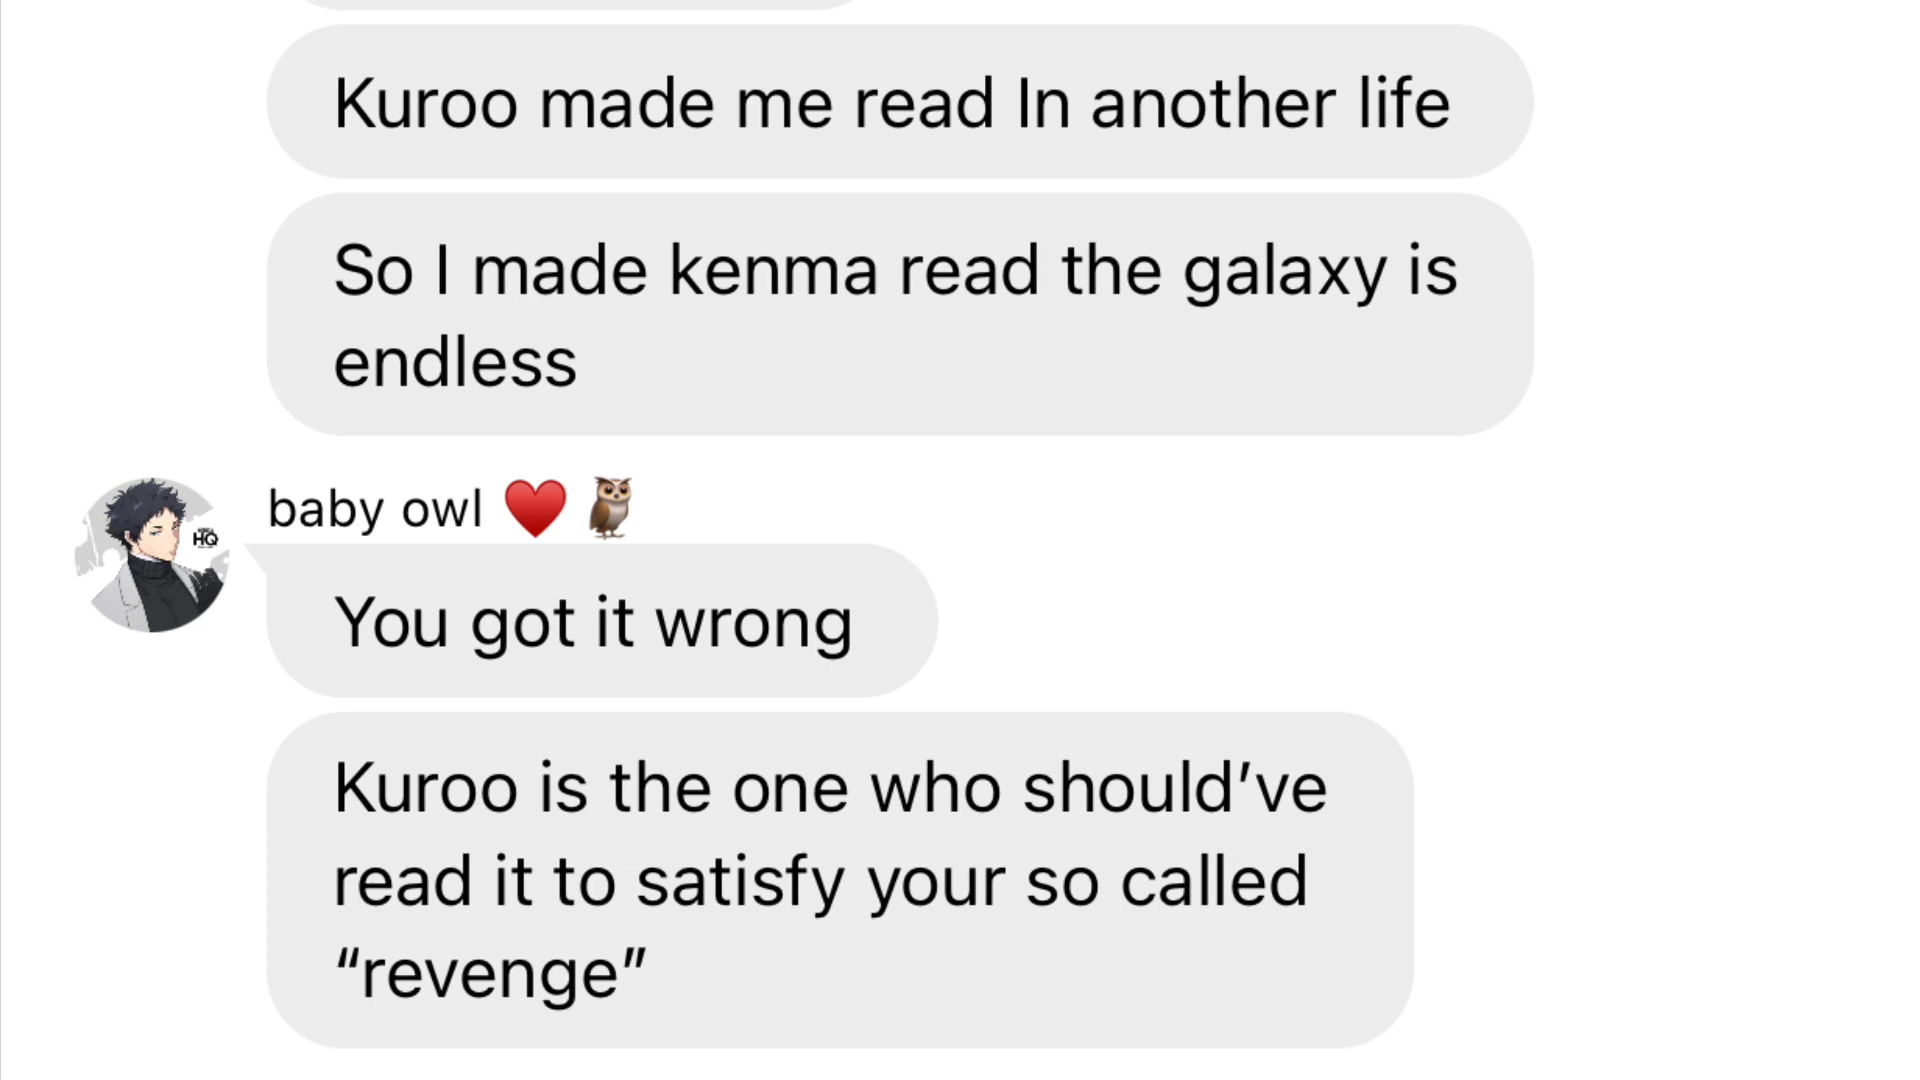 Kuroo made me read In another life
So I made kenma read the galaxy is
endless
baby owl ♥️ 🦉
HQ
You got it wrong
Kuroo is the one who should’ve
read it to satisfy your so called
“revenge”